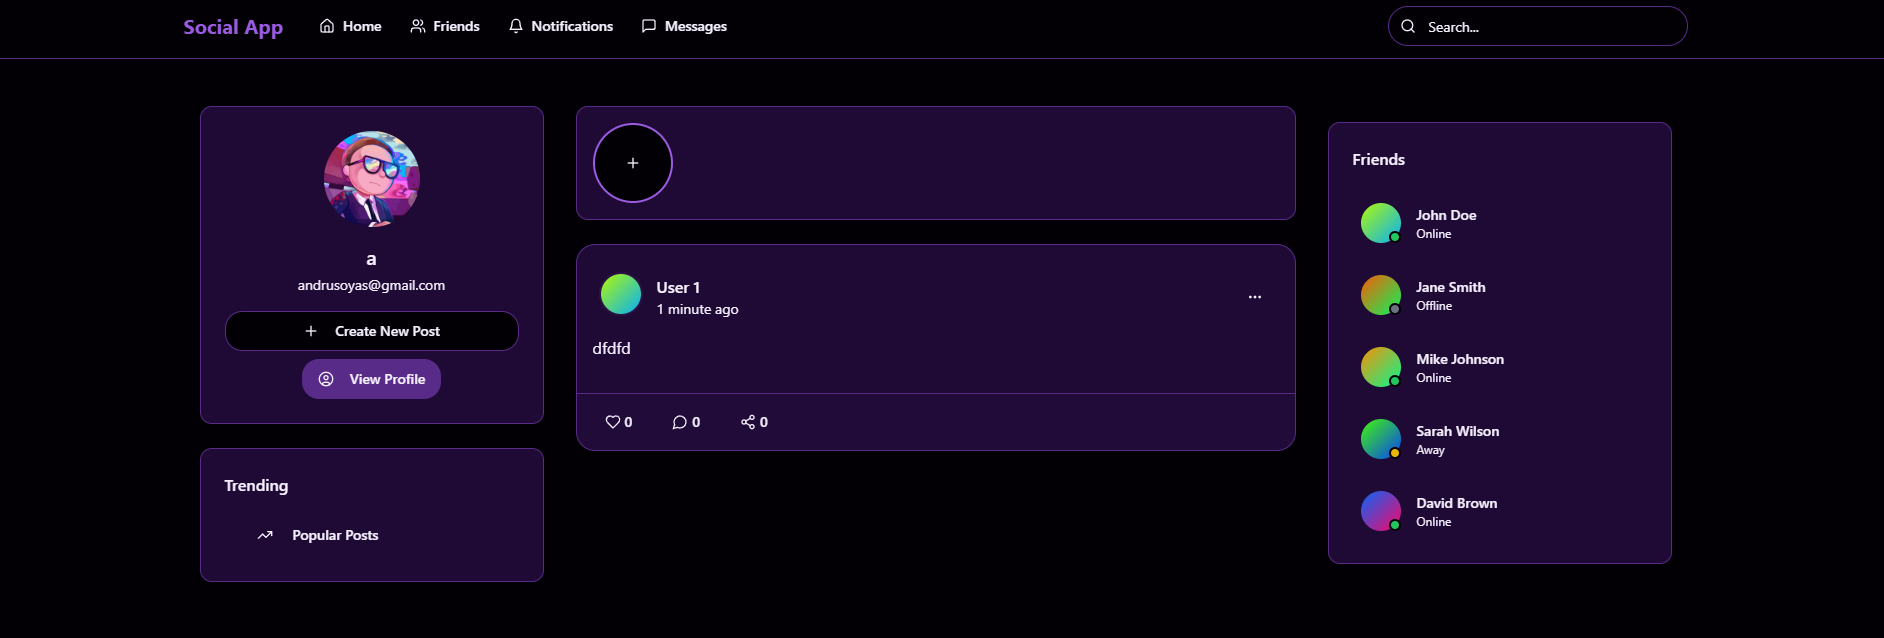 Social App
Home
Friends
Notifications
Messages
Search...
a
andrusoyas@gmail.com
Create New Post
View Profile
Trending
Popular Posts
User 1
1 minute ago
dfdfd
0
0
0
Friends
John Doe
Online
Jane Smith
Offline
Mike Johnson
Online
Sarah Wilson
Away
David Brown
Online